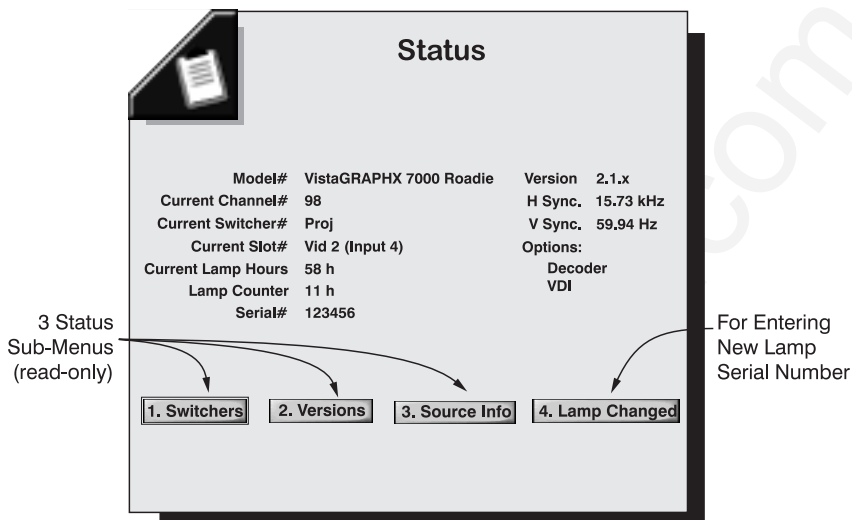 Status
Model# VistaGRAPHX 7000 Roadie
Current Channel# 98
Current Switcher# Proj
Current Slot# Vid 2 (Input 4)
Current Lamp Hours 58 h
Lamp Counter 11 h
Serial# 123456
Version 2.1.x
H Sync. 15.73 kHz
V Sync. 59.94 Hz
Options:
Decoder
VDI
3 Status
Sub-Menus
(read-only)
For Entering
New Lamp
Serial Number
1. Switchers
2. Versions
3. Source Info
4. Lamp Changed
com